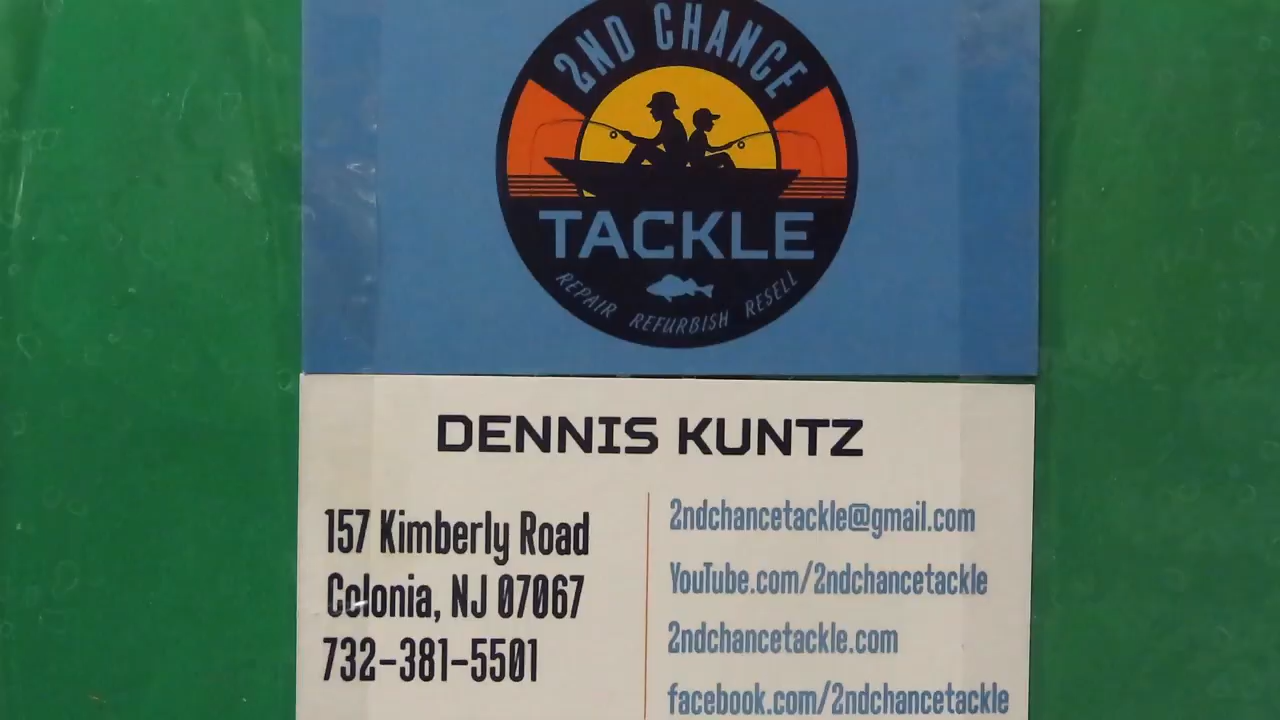 2ND CHANCE
TACKLE
REPAIR REFURBISH RESELL
DENNIS KUNTZ
157 Kimberly Road
Colonia, NJ 07067
732-381-5501
2ndchancetackle@gmail.com
YouTube.com/2ndchancetackle
2ndchancetackle.com
facebook.com/2ndchancetackle